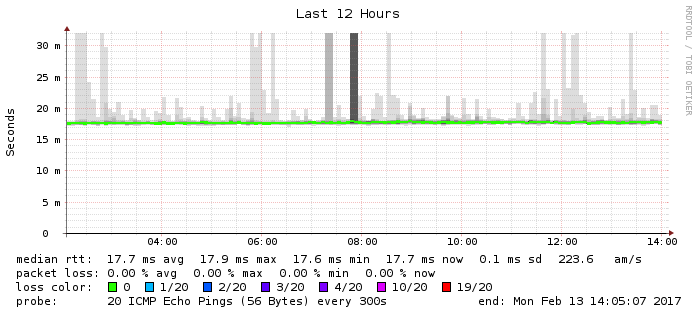 Last 12 Hours
RRDTOOL / TOBI OETIKER
Seconds
30 m
25 m
20 m
15 m
10 m
5 m
0
04:00 06:00 08:00 10:00 12:00 14:00
median rtt: 17.7 ms avg 17.9 ms max 17.6 ms min 17.7 ms now 0.1 ms sd 223.6 am/s
packet loss: 0.00 % avg 0.00 % max 0.00 % min 0.00 % now
loss color: 0 1/20 2/20 3/20 4/20 10/20 19/20
probe: 20 ICMP Echo Pings (56 Bytes) every 300s end: Mon Feb 13 14:05:07 2017